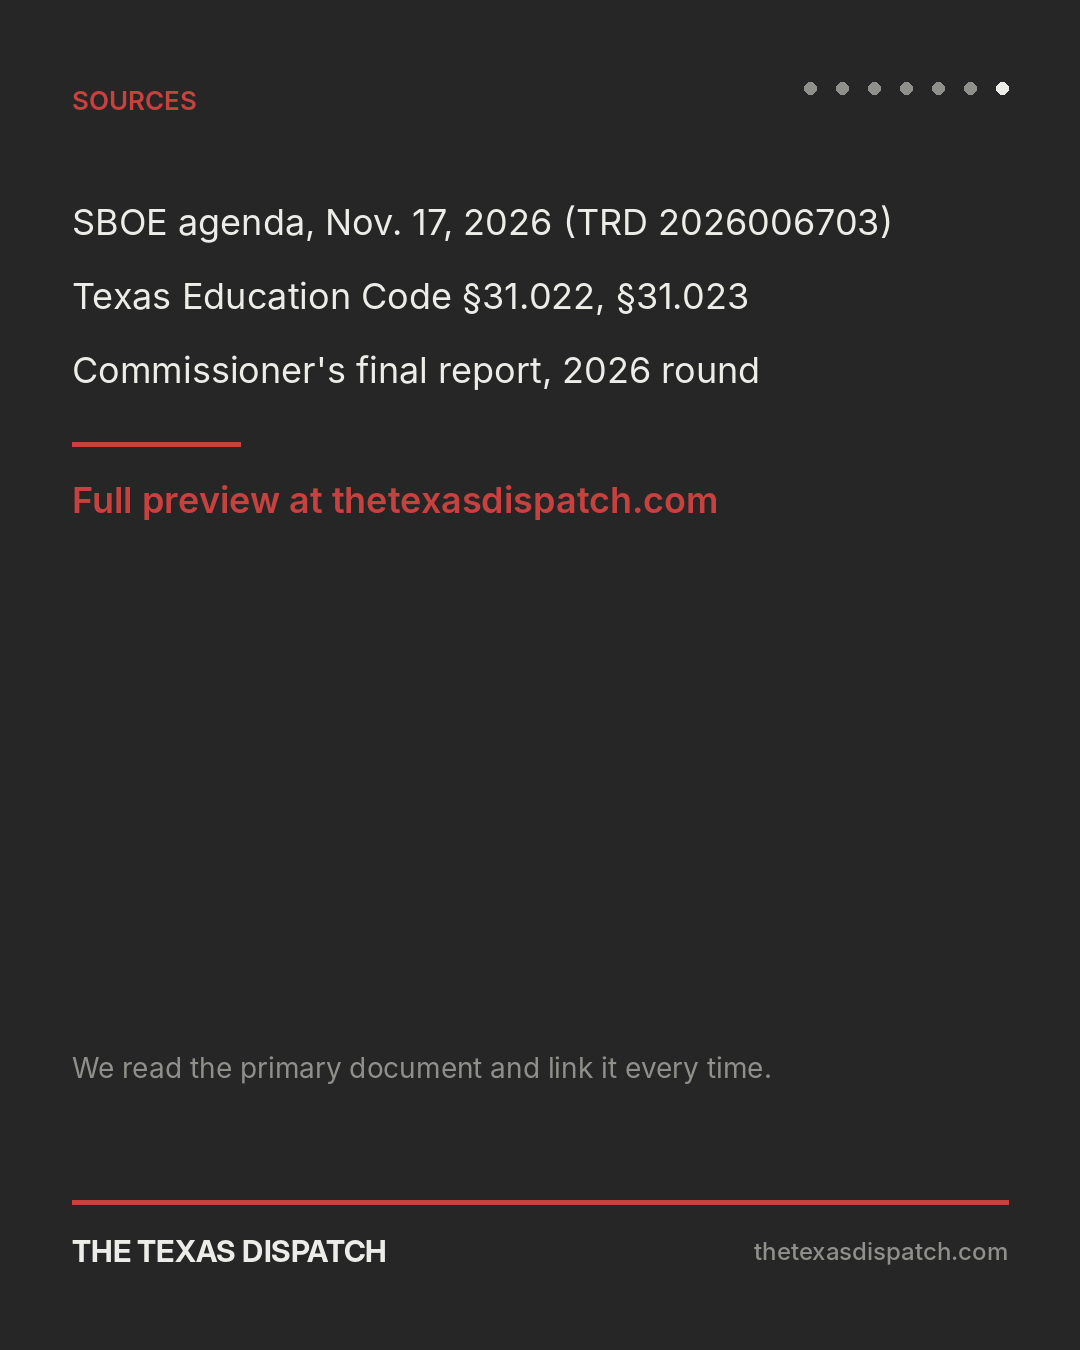 SOURCES
SBOE agenda, Nov. 17, 2026 (TRD 2026006703)
Texas Education Code §31.022, §31.023
Commissioner's final report, 2026 round
Full preview at thetexasdispatch.com
We read the primary document and link it every time.
THE TEXAS DISPATCH
thetexasdispatch.com